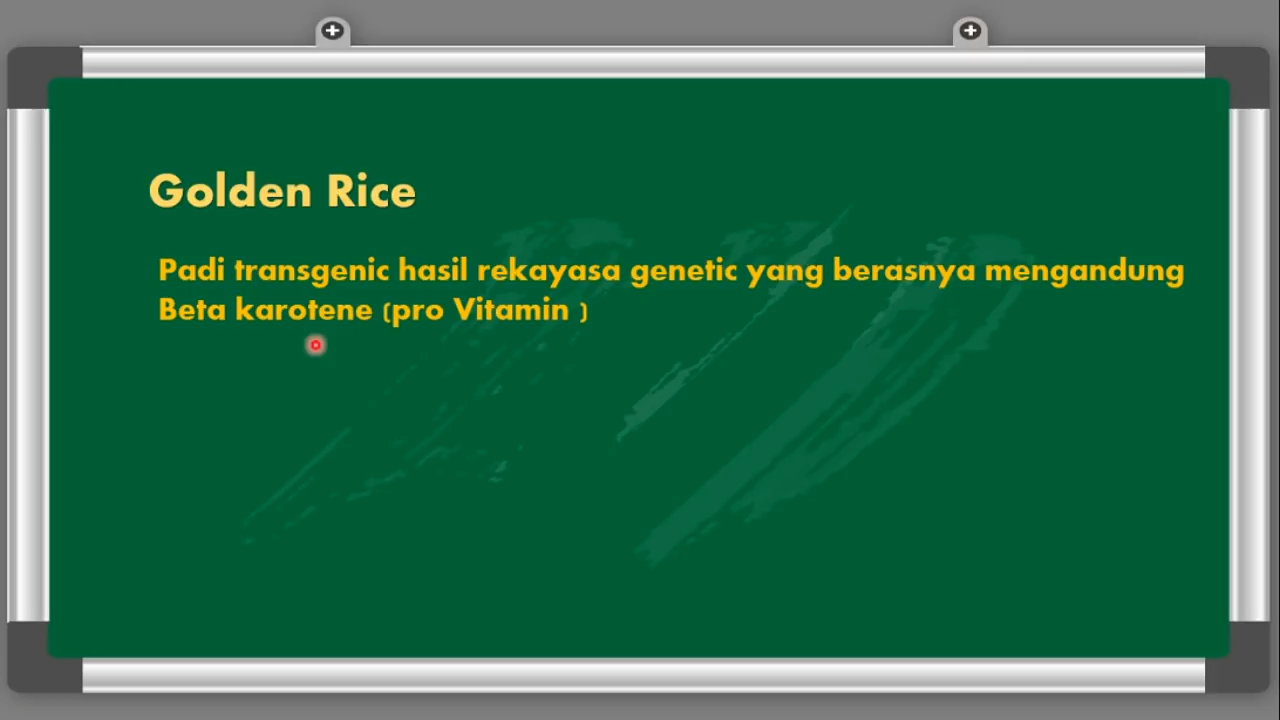 Golden Rice
Padi transgenic hasil rekayasa genetic yang berasnya mengandung
Beta karotene (pro Vitamin )